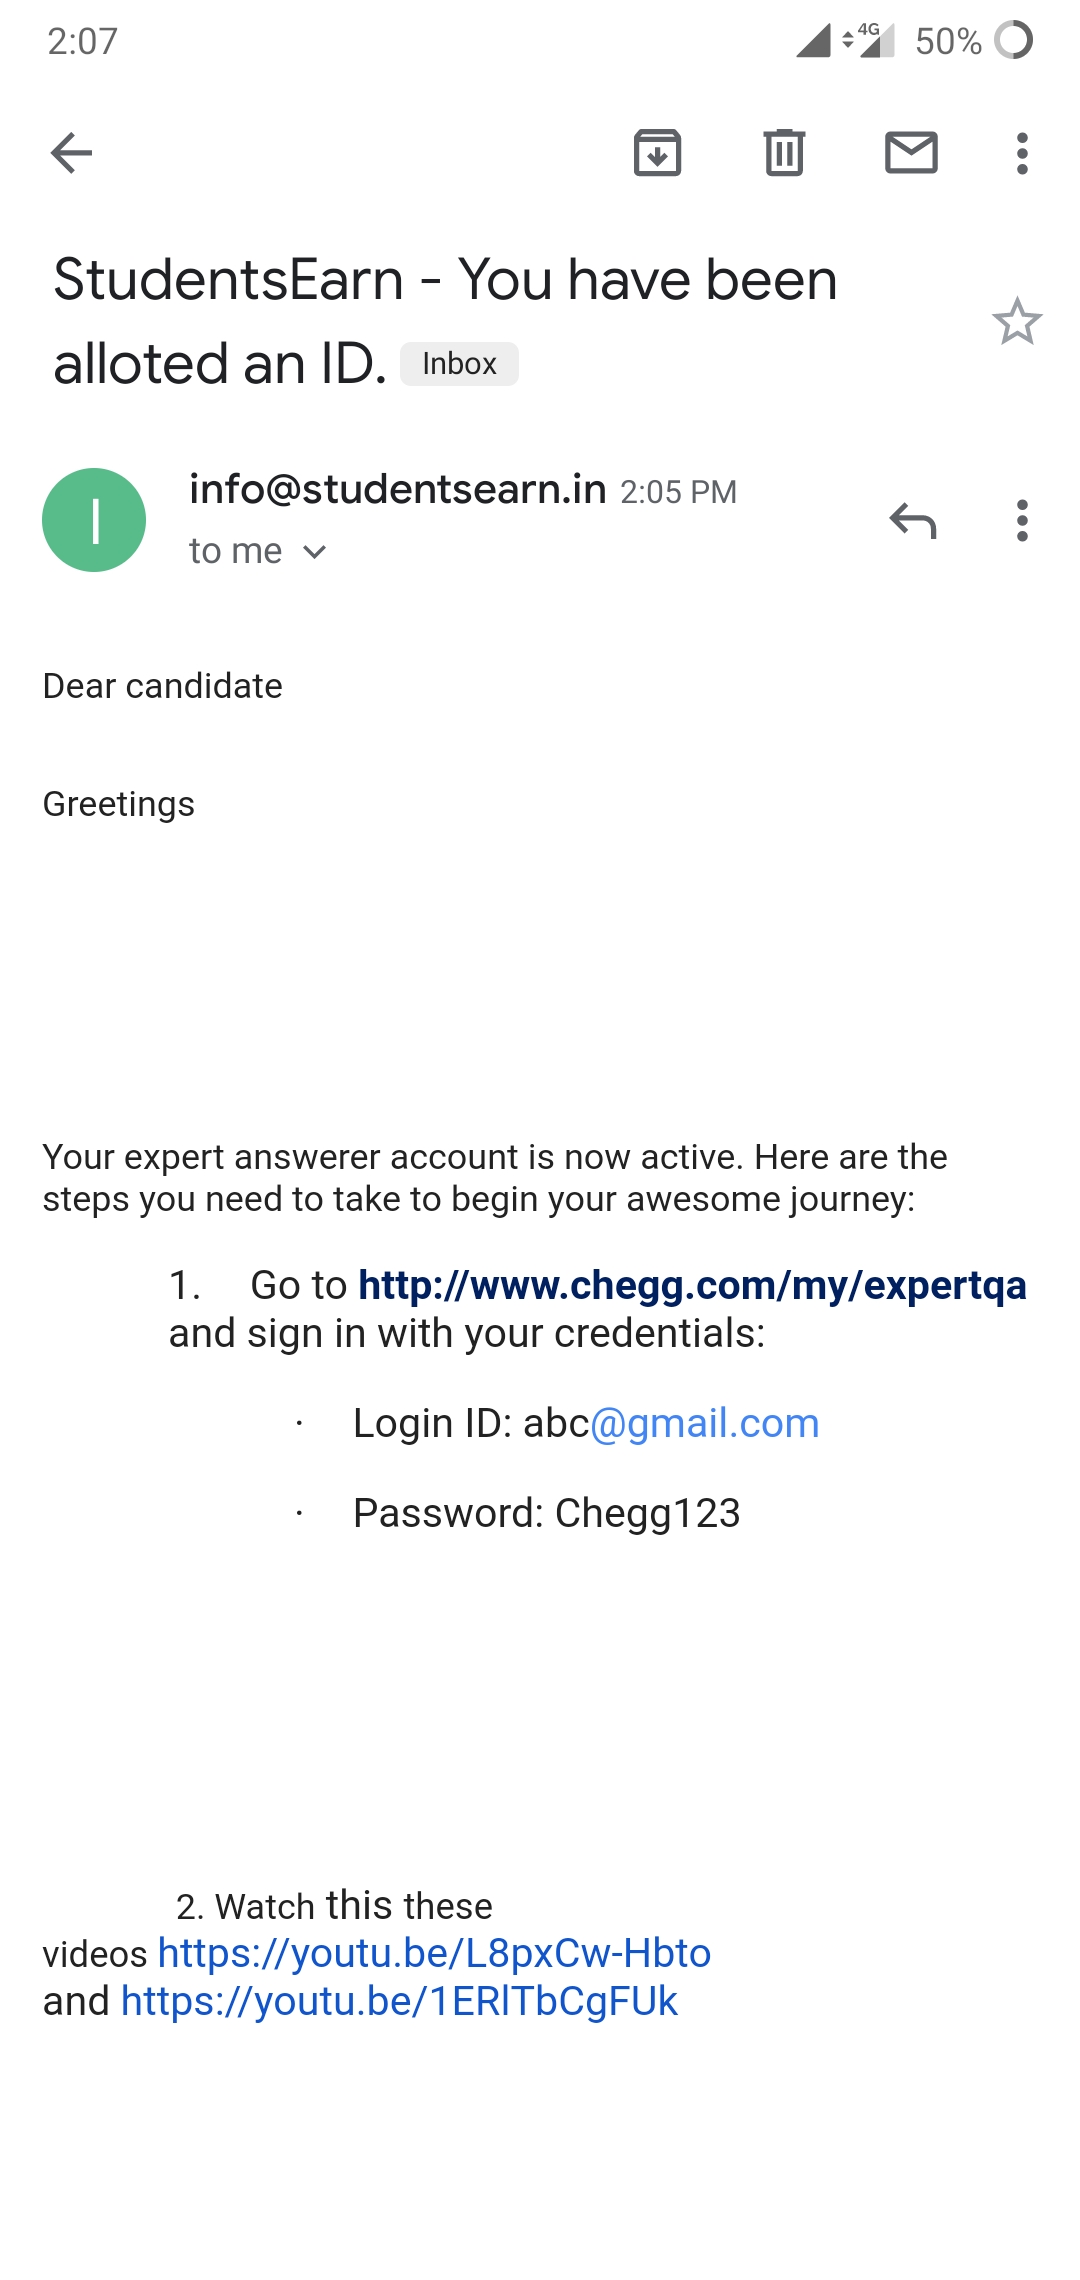 2:07
4G 50%
StudentsEarn - You have been
alloted an ID. Inbox
I
info@studentsearn.in 2:05 PM
to me
Dear candidate
Greetings
Your expert answerer account is now active. Here are the
steps you need to take to begin your awesome journey:
1. Go to http://www.chegg.com/my/expertqa
and sign in with your credentials:
· Login ID: abc@gmail.com
· Password: Chegg123
2. Watch this these
videos https://youtu.be/L8pxCw-Hbto
and https://youtu.be/1ERlTbCgFUk